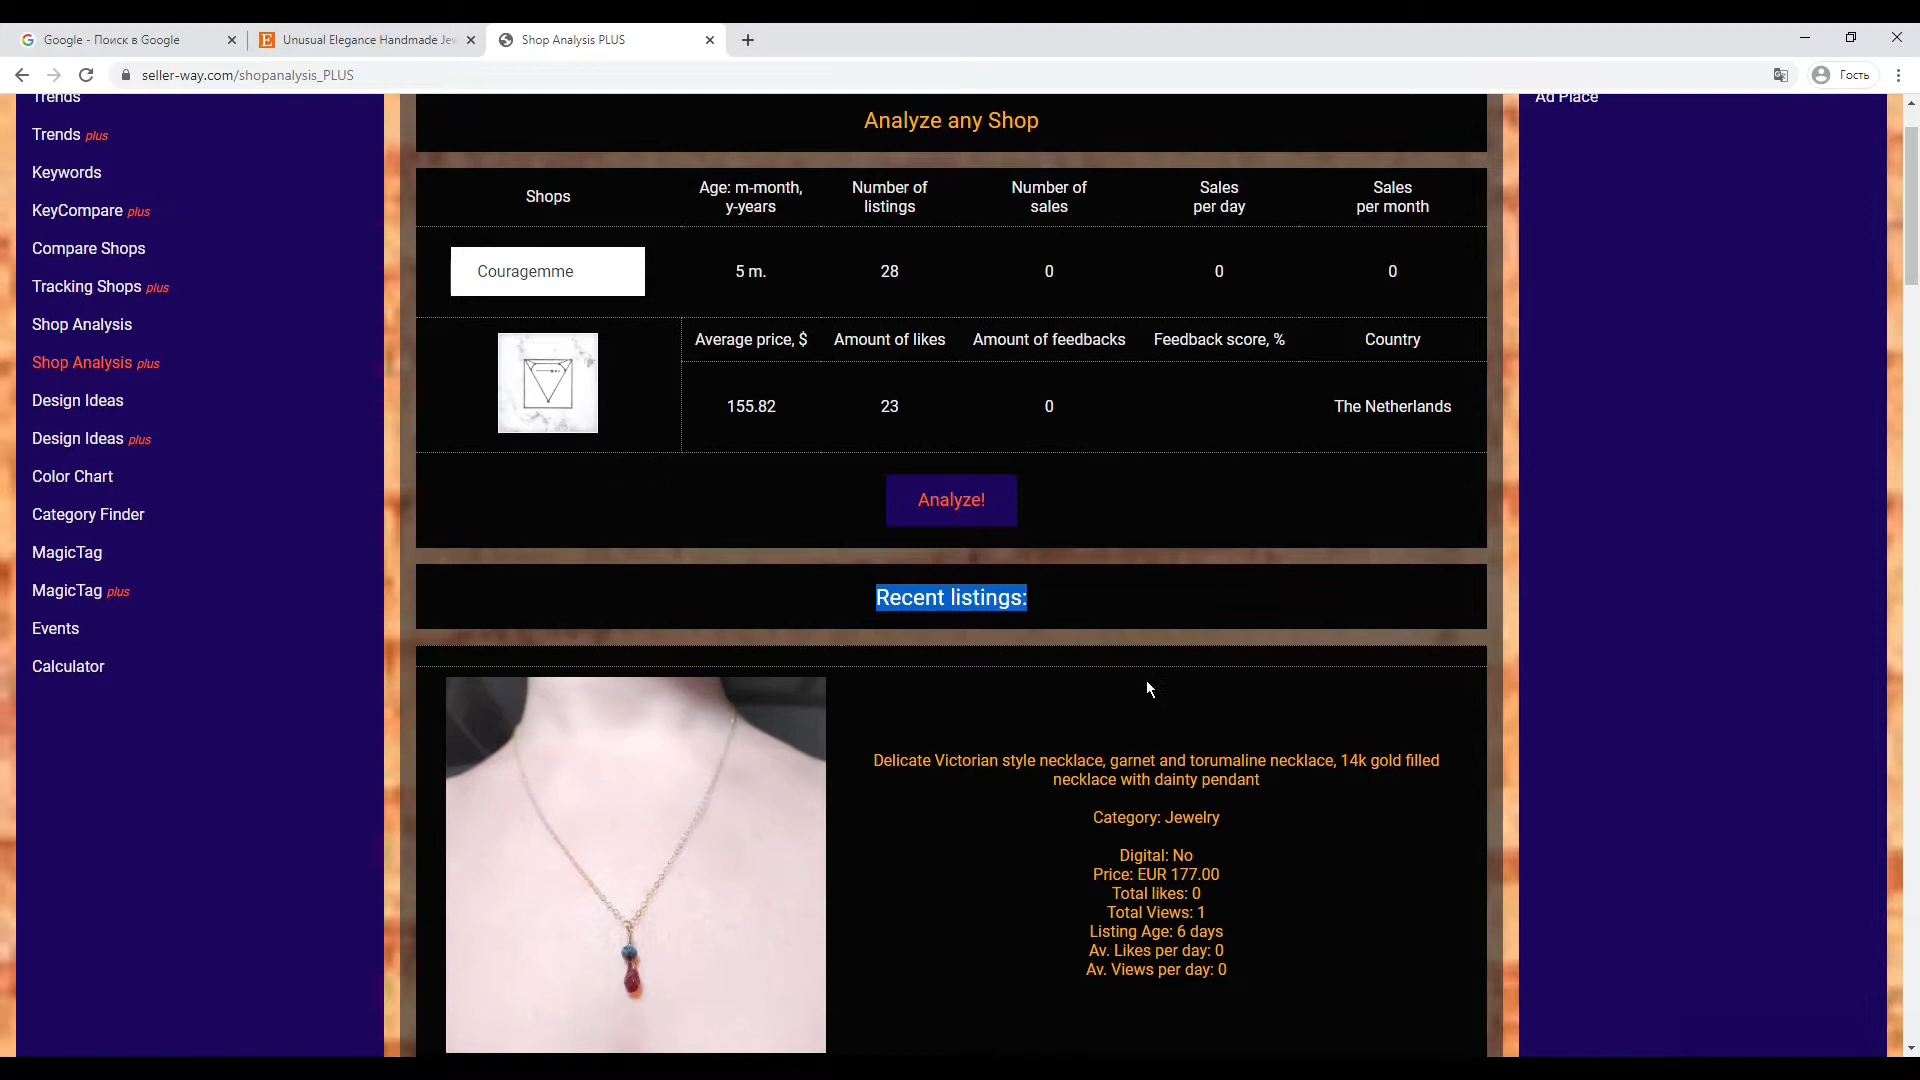 Google - Поиск в Google
Unusual Elegance Handmade Jew
Shop Analysis PLUS
seller-way.com/shopanalysis_PLUS
Гость
Trends
Trends plus
Keywords
KeyCompare plus
Compare Shops
Tracking Shops plus
Shop Analysis
Shop Analysis plus
Design Ideas
Design Ideas plus
Color Chart
Category Finder
MagicTag
MagicTag plus
Events
Calculator
Analyze any Shop
Shops
Age: m-month,
y-years
Number of
listings
Number of
sales
Sales
per day
Sales
per month
Couragemme
5 m.
28
0
0
0
Average price, $
Amount of likes
Amount of feedbacks
Feedback score, %
Country
155.82
23
0
The Netherlands
Analyze!
Recent listings:
Delicate Victorian style necklace, garnet and torumaline necklace, 14k gold filled
necklace with dainty pendant
Category: Jewelry
Digital: No
Price: EUR 177.00
Total likes: 0
Total Views: 1
Listing Age: 6 days
Av. Likes per day: 0
Av. Views per day: 0
Ad Place